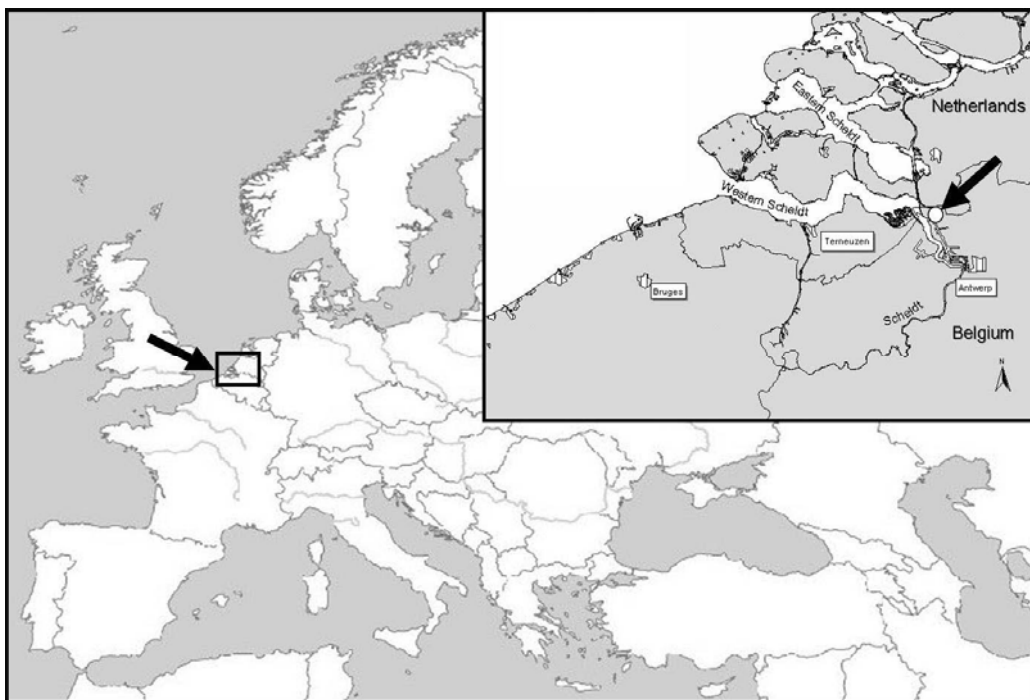 Netherlands
Eastern Scheldt
Western Scheldt
Terneuzen
Bruges
Antwerp
Scheldt
Belgium
N